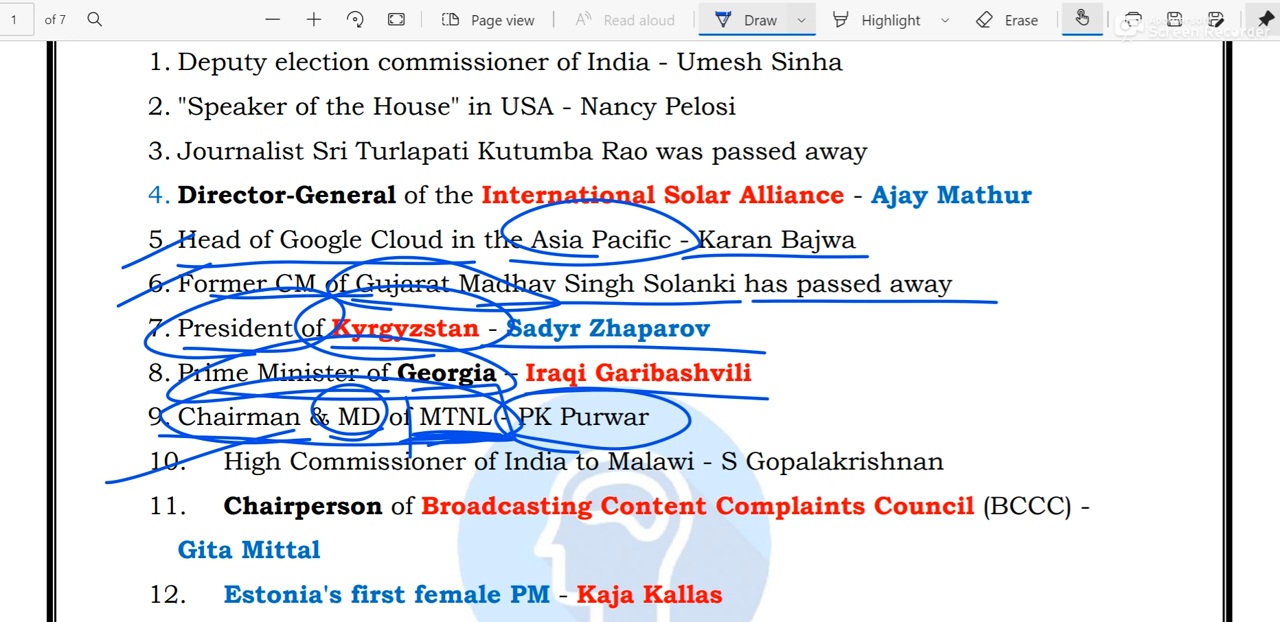 1 of 7 Page view Read aloud Draw Highlight Erase
Screen Recorder
1. Deputy election commissioner of India - Umesh Sinha
2. "Speaker of the House" in USA - Nancy Pelosi
3. Journalist Sri Turlapati Kutumba Rao was passed away
4. Director-General of the International Solar Alliance - Ajay Mathur
5. Head of Google Cloud in the Asia Pacific - Karan Bajwa
6. Former CM of Gujarat Madhav Singh Solanki has passed away
7. President of Kyrgyzstan - Sadyr Zhaparov
8. Prime Minister of Georgia - Iraqi Garibashvili
9. Chairman & MD of MTNL - PK Purwar
10. High Commissioner of India to Malawi - S Gopalakrishnan
11. Chairperson of Broadcasting Content Complaints Council (BCCC) -
Gita Mittal
12. Estonia's first female PM - Kaja Kallas